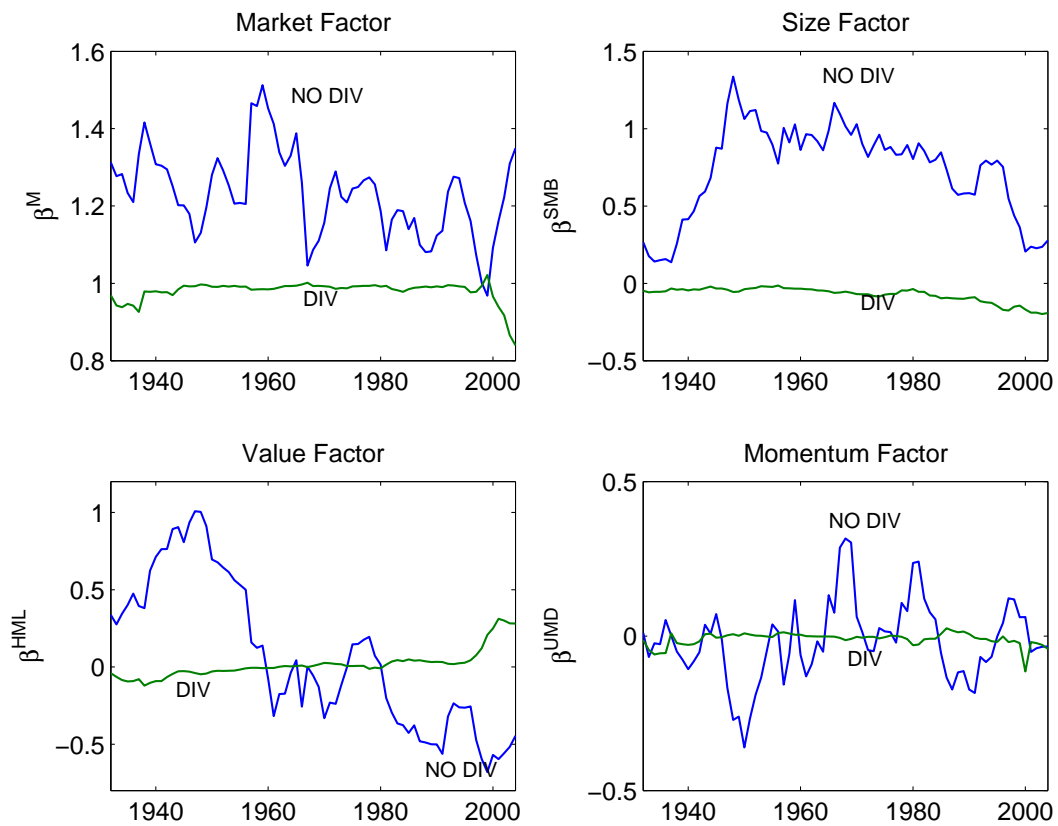 Market Factor
1.6
1.4
1.2
1
0.8
β^M
NO DIV
DIV
1940 1960 1980 2000
Size Factor
1.5
1
0.5
0
−0.5
β^SMB
NO DIV
DIV
1940 1960 1980 2000
Value Factor
1
0.5
0
−0.5
β^HML
DIV
NO DIV
1940 1960 1980 2000
Momentum Factor
0.5
0
−0.5
β^UMD
NO DIV
DIV
1940 1960 1980 2000